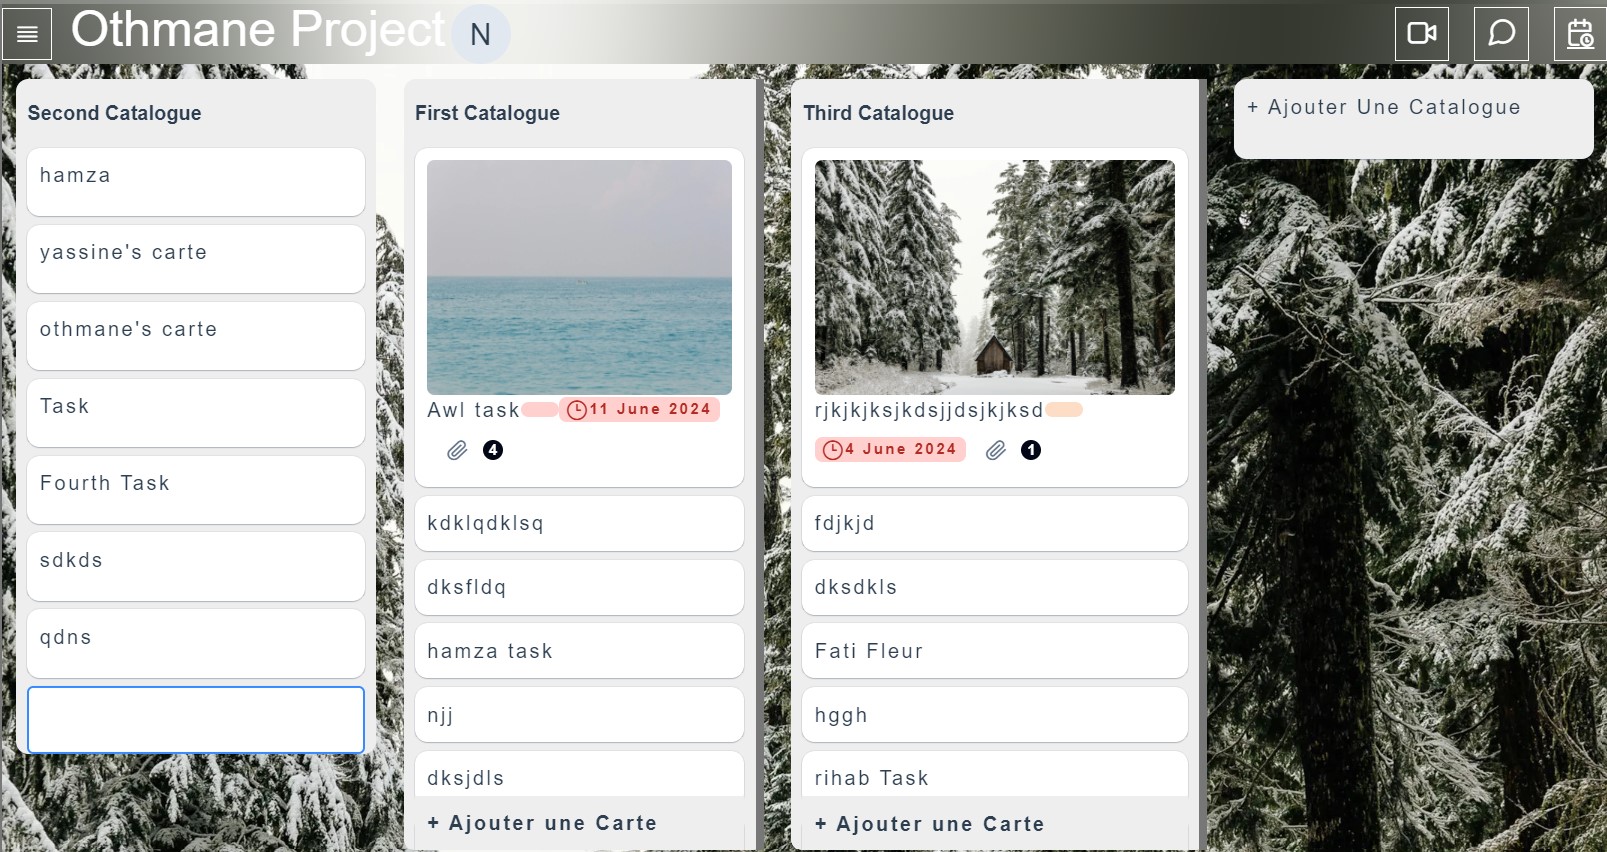 Othmane Project N
Second Catalogue
hamza
yassine's carte
othmane's carte
Task
Fourth Task
sdkds
qdns
First Catalogue
Awl task 11 June 2024
4
kdklqdklsq
dksfldq
hamza task
njj
dksjdls
+ Ajouter une Carte
Third Catalogue
rjkjkjksjkdsjjdsjkjksd
4 June 2024 1
fdjkjd
dksdkls
Fati Fleur
hggh
rihab Task
+ Ajouter une Carte
+ Ajouter Une Catalogue